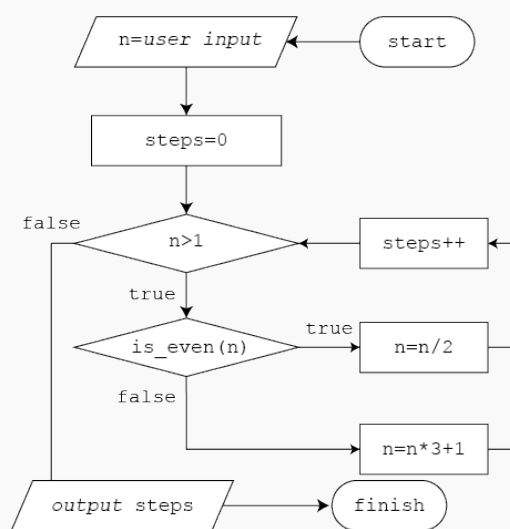 n=user input
start
steps=0
false
n>1
steps++
true
is_even(n)
true
n=n/2
false
n=n*3+1
output steps
finish